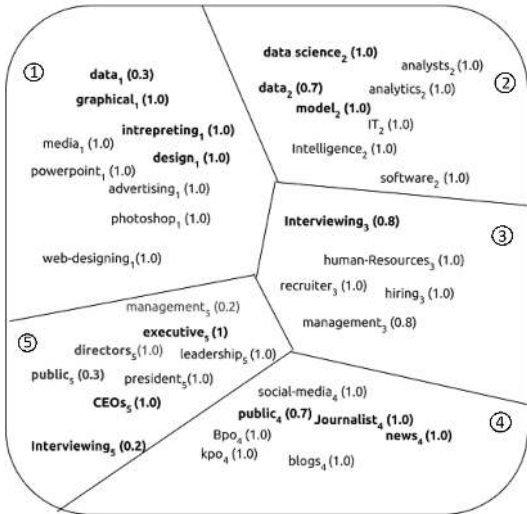 ①
data₁ (0.3)
graphical₁ (1.0)
intrepreting₁ (1.0)
media₁ (1.0)
design₁ (1.0)
powerpoint₁ (1.0)
advertising₁ (1.0)
photoshop₁ (1.0)
web-designing₁(1.0)
②
data science₂ (1.0)
analysts₂ (1.0)
data₂ (0.7)
analytics₂ (1.0)
model₂ (1.0)
IT₂ (1.0)
Intelligence₂ (1.0)
software₂ (1.0)
③
Interviewing₃ (0.8)
human-Resources₃ (1.0)
recruiter₃ (1.0)
hiring₃ (1.0)
management₃ (0.8)
⑤
management₅ (0.2)
executive₅ (1)
directors₅(1.0)
leadership₅(1.0)
public₅ (0.3)
president₅(1.0)
CEOs₅ (1.0)
Interviewing₅ (0.2)
④
social-media₄ (1.0)
public₄ (0.7)
Journalist₄ (1.0)
Bpo₄ (1.0)
news₄ (1.0)
kpo₄ (1.0)
blogs₄ (1.0)